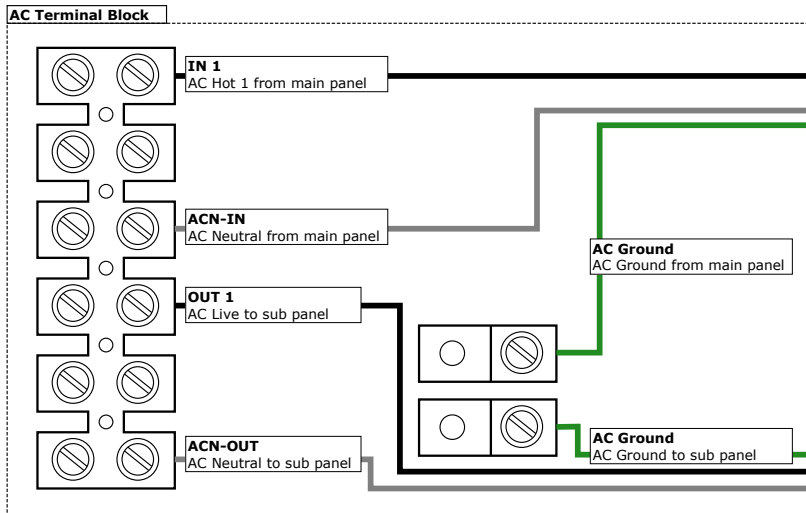 AC Terminal Block
IN 1
AC Hot 1 from main panel
ACN-IN
AC Neutral from main panel
AC Ground
AC Ground from main panel
OUT 1
AC Live to sub panel
ACN-OUT
AC Neutral to sub panel
AC Ground
AC Ground to sub panel